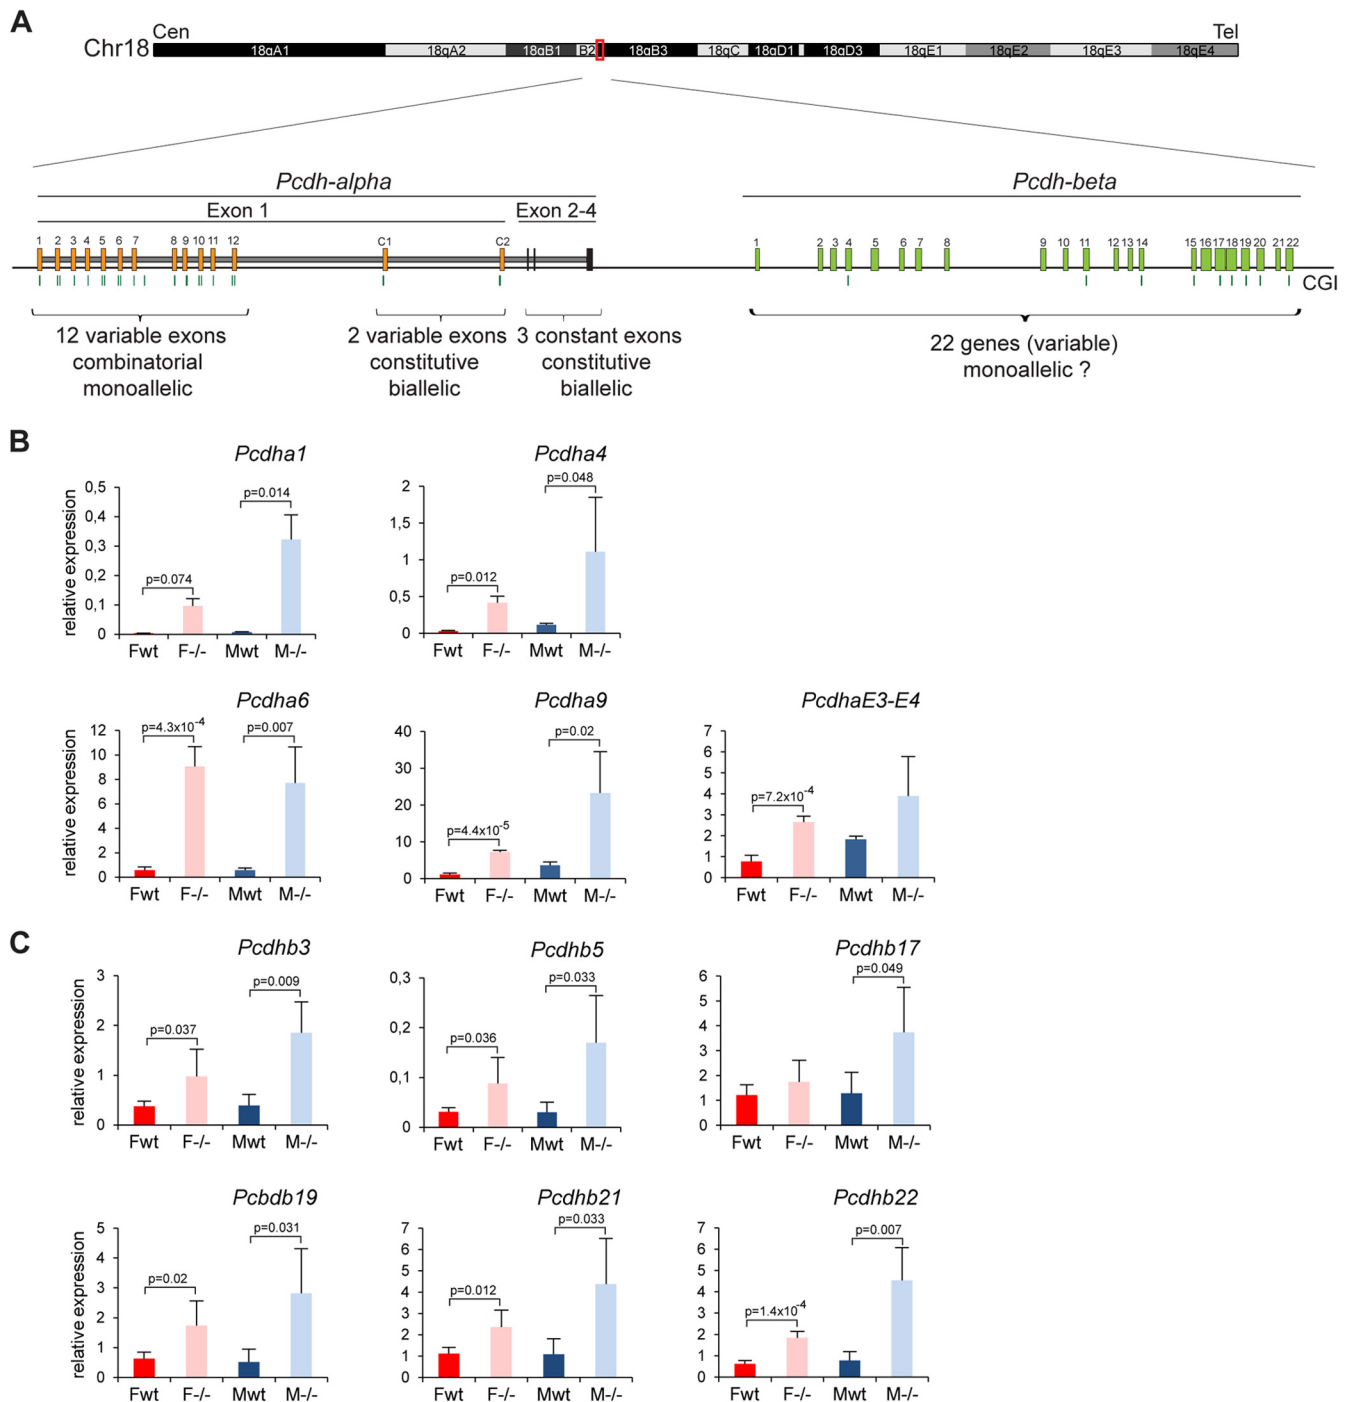 A
Cen
Tel
Chr18
18qA1 18qA2 18qB1 B2 18qB3 18qC 18qD1 18qD3 18qE1 18qE2 18qE3 18qE4
Pcdh-alpha
Pcdh-beta
Exon 1
Exon 2-4
1 2 3 4 5 6 7 8 9 10 11 12 C1 C2
1 2 3 4 5 6 7 8 9 10 11 12 13 14 15 16 17 18 19 20 21 22
CGI
12 variable exons
combinatorial
monoallelic
2 variable exons
constitutive
biallelic
3 constant exons
constitutive
biallelic
22 genes (variable)
monoallelic ?
B
Pcdha1
relative expression
0,5
0,4
0,3
0,2
0,1
0
p=0.074
p=0.014
Fwt F-/- Mwt M-/-
Pcdha4
2
1,5
1
0,5
0
p=0.012
p=0.048
Fwt F-/- Mwt M-/-
Pcdha6
relative expression
12
10
8
6
4
2
0
p=4.3x10-4
p=0.007
Fwt F-/- Mwt M-/-
Pcdha9
40
30
20
10
0
p=4.4x10-5
p=0.02
Fwt F-/- Mwt M-/-
PcdhaE3-E4
7
6
5
4
3
2
1
0
p=7.2x10-4
Fwt F-/- Mwt M-/-
C
Pcdhb3
relative expression
3
2
1
0
p=0.037
p=0.009
Fwt F-/- Mwt M-/-
Pcdhb5
0,3
0,2
0,1
0
p=0.036
p=0.033
Fwt F-/- Mwt M-/-
Pcdhb17
6
5
4
3
2
1
0
p=0.049
Fwt F-/- Mwt M-/-
Pcbdb19
relative expression
5
4
3
2
1
0
p=0.02
p=0.031
Fwt F-/- Mwt M-/-
Pcdhb21
7
6
5
4
3
2
1
0
p=0.012
p=0.033
Fwt F-/- Mwt M-/-
Pcdhb22
7
6
5
4
3
2
1
0
p=1.4x10-4
p=0.007
Fwt F-/- Mwt M-/-